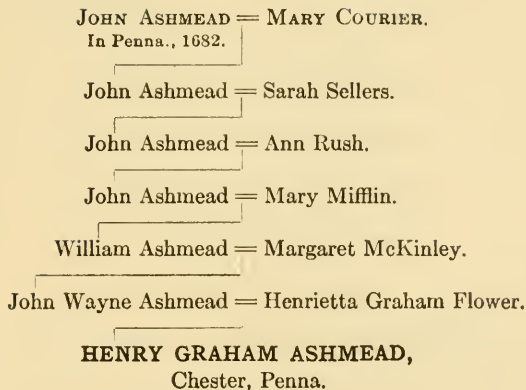 JOHN ASHMEAD = MARY COURIER.
In Penna., 1682.
John Ashmead = Sarah Sellers.
John Ashmead = Ann Rush.
John Ashmead = Mary Mifflin.
William Ashmead = Margaret McKinley.
John Wayne Ashmead = Henrietta Graham Flower.
HENRY GRAHAM ASHMEAD,
Chester, Penna.